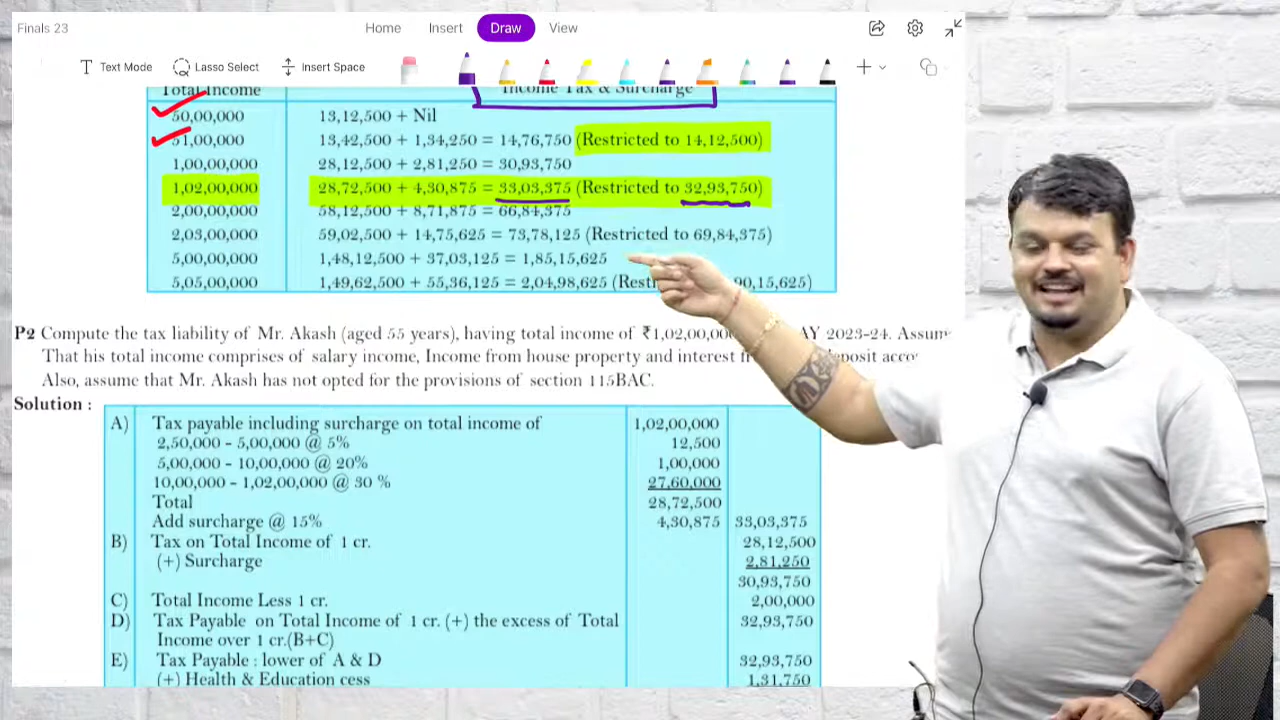 Finals 23
Home Insert Draw View
Text Mode Lasso Select Insert Space
Total Income Income Tax & Surcharge
50,00,000 13,12,500 + Nil
51,00,000 13,42,500 + 1,34,250 = 14,76,750 (Restricted to 14,12,500)
1,00,00,000 28,12,500 + 2,81,250 = 30,93,750
1,02,00,000 28,72,500 + 4,30,875 = 33,03,375 (Restricted to 32,93,750)
2,00,00,000 58,12,500 + 8,71,875 = 66,84,375
2,03,00,000 59,02,500 + 14,75,625 = 73,78,125 (Restricted to 69,84,375)
5,00,00,000 1,48,12,500 + 37,03,125 = 1,85,15,625
5,05,00,000 1,49,62,500 + 55,36,125 = 2,04,98,625 90,15,625)
P2 Compute the tax liability of Mr. Akash (aged 55 years), having total income of AY 2023-24.
That his total income comprises of salary income, Income from house property and interest
Also, assume that Mr. Akash has not opted for the provisions of section 115BAC.
Solution :
A) Tax payable including surcharge on total income of 1,02,00,000
2,50,000 - 5,00,000 @ 5% 12,500
5,00,000 - 10,00,000 @ 20% 1,00,000
10,00,000 - 1,02,00,000 @ 30 % 27,60,000
Total 28,72,500
Add surcharge @ 15% 4,30,875 33,03,375
B) Tax on Total Income of 1 cr. 28,12,500
(+) Surcharge 2,81,250
30,93,750
C) Total Income Less 1 cr. 2,00,000
D) Tax Payable on Total Income of 1 cr. (+) the excess of Total 32,93,750
Income over 1 cr.(B+C)
E) Tax Payable : lower of A & D 32,93,750
(+) Health & Education cess 1,31,750